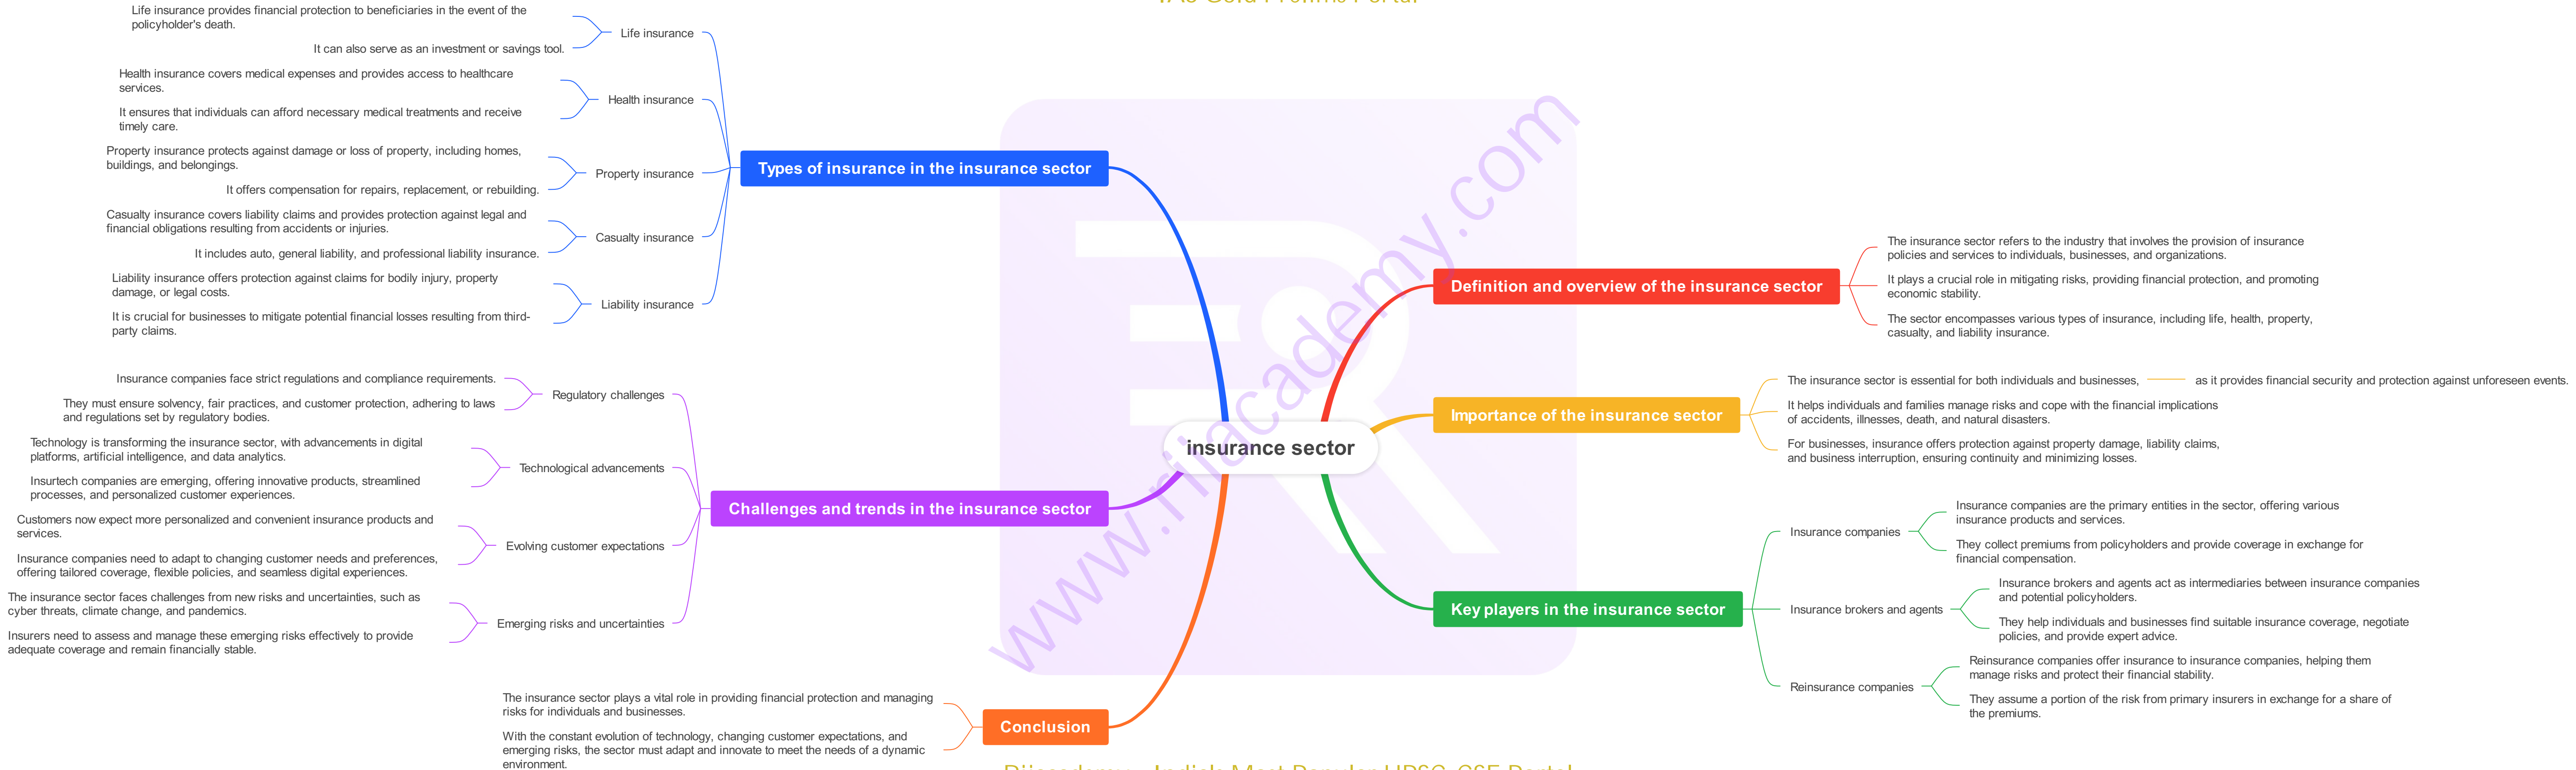 IAS Gold Prelims Portal
Life insurance provides financial protection to beneficiaries in the event of the
policyholder's death.
It can also serve as an investment or savings tool.
Life insurance
Health insurance covers medical expenses and provides access to healthcare
services.
It ensures that individuals can afford necessary medical treatments and receive
timely care.
Health insurance
Property insurance protects against damage or loss of property, including homes,
buildings, and belongings.
It offers compensation for repairs, replacement, or rebuilding.
Property insurance
Casualty insurance covers liability claims and provides protection against legal and
financial obligations resulting from accidents or injuries.
It includes auto, general liability, and professional liability insurance.
Casualty insurance
Liability insurance offers protection against claims for bodily injury, property
damage, or legal costs.
It is crucial for businesses to mitigate potential financial losses resulting from third-
party claims.
Liability insurance
Types of insurance in the insurance sector
Insurance companies face strict regulations and compliance requirements.
They must ensure solvency, fair practices, and customer protection, adhering to laws
and regulations set by regulatory bodies.
Regulatory challenges
Technology is transforming the insurance sector, with advancements in digital
platforms, artificial intelligence, and data analytics.
Insurtech companies are emerging, offering innovative products, streamlined
processes, and personalized customer experiences.
Technological advancements
Customers now expect more personalized and convenient insurance products and
services.
Insurance companies need to adapt to changing customer needs and preferences,
offering tailored coverage, flexible policies, and seamless digital experiences.
Evolving customer expectations
The insurance sector faces challenges from new risks and uncertainties, such as
cyber threats, climate change, and pandemics.
Insurers need to assess and manage these emerging risks effectively to provide
adequate coverage and remain financially stable.
Emerging risks and uncertainties
Challenges and trends in the insurance sector
The insurance sector plays a vital role in providing financial protection and managing
risks for individuals and businesses.
With the constant evolution of technology, changing customer expectations, and
emerging risks, the sector must adapt and innovate to meet the needs of a dynamic
environment.
Conclusion
insurance sector
Definition and overview of the insurance sector
The insurance sector refers to the industry that involves the provision of insurance
policies and services to individuals, businesses, and organizations.
It plays a crucial role in mitigating risks, providing financial protection, and promoting
economic stability.
The sector encompasses various types of insurance, including life, health, property,
casualty, and liability insurance.
Importance of the insurance sector
The insurance sector is essential for both individuals and businesses,
as it provides financial security and protection against unforeseen events.
It helps individuals and families manage risks and cope with the financial implications
of accidents, illnesses, death, and natural disasters.
For businesses, insurance offers protection against property damage, liability claims,
and business interruption, ensuring continuity and minimizing losses.
Key players in the insurance sector
Insurance companies
Insurance companies are the primary entities in the sector, offering various
insurance products and services.
They collect premiums from policyholders and provide coverage in exchange for
financial compensation.
Insurance brokers and agents
Insurance brokers and agents act as intermediaries between insurance companies
and potential policyholders.
They help individuals and businesses find suitable insurance coverage, negotiate
policies, and provide expert advice.
Reinsurance companies
Reinsurance companies offer insurance to insurance companies, helping them
manage risks and protect their financial stability.
They assume a portion of the risk from primary insurers in exchange for a share of
the premiums.
www.riiacademy.com
India's Most Popular UPSC CSE Portal